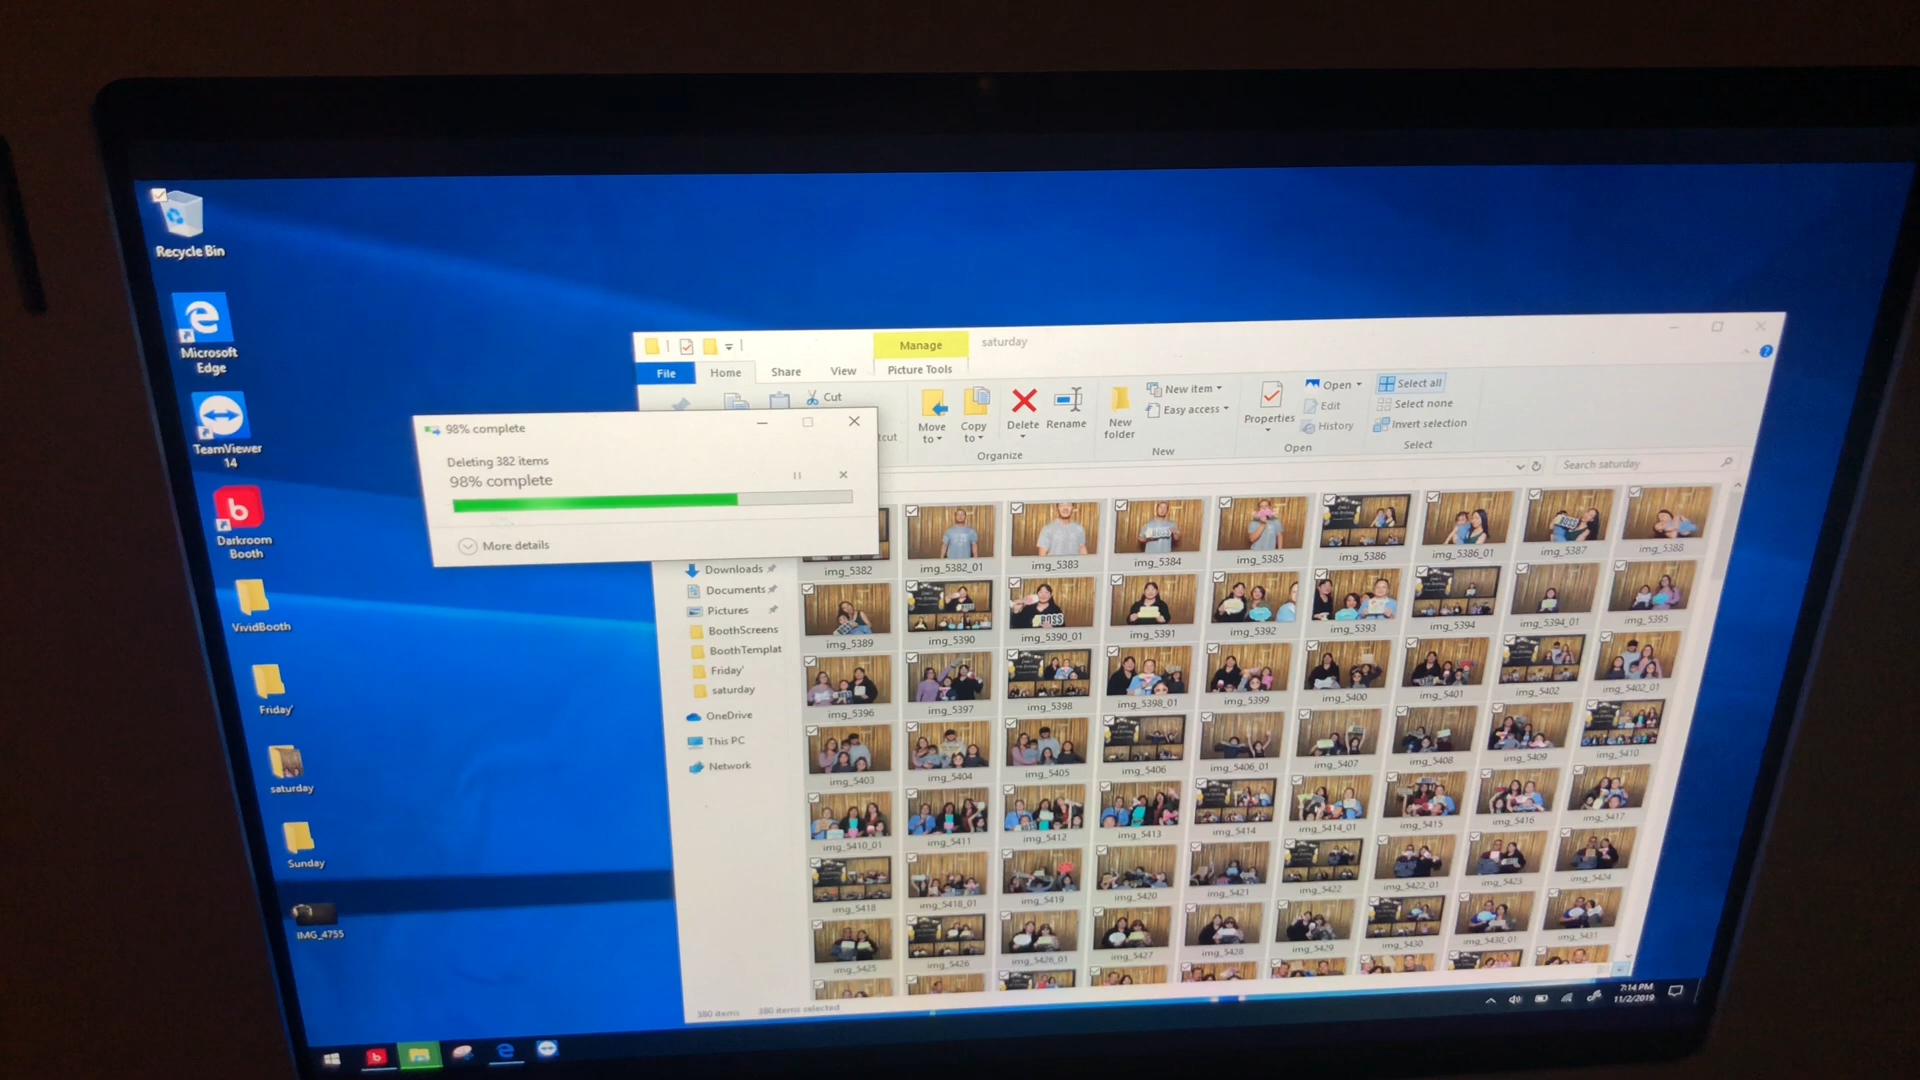 Recycle Bin
Microsoft
Edge
TeamViewer
14
Darkroom
Booth
VividBooth
Friday'
saturday
Sunday
IMG_4755
Manage
saturday
File
Home
Share
View
Picture Tools
Cut
Move
to
Copy
to
Delete
Rename
Organize
New
folder
New item
Easy access
New
Properties
Open
Edit
History
Open
Select all
Select none
Invert selection
Select
Search saturday
98% complete
Deleting 382 items
98% complete
More details
Downloads
Documents
Pictures
BoothScreens
BoothTemplat
Friday'
saturday
OneDrive
This PC
Network
img_5382
img_5382_01
img_5383
img_5384
img_5385
img_5386
img_5386_01
img_5387
img_5388
img_5389
img_5390
img_5390_01
img_5391
img_5392
img_5393
img_5394
img_5394_01
img_5395
img_5396
img_5397
img_5398
img_5398_01
img_5399
img_5400
img_5401
img_5402
img_5402_01
img_5403
img_5404
img_5405
img_5406
img_5406_01
img_5407
img_5408
img_5409
img_5410
img_5410_01
img_5411
img_5412
img_5413
img_5414
img_5414_01
img_5415
img_5416
img_5417
img_5418
img_5418_01
img_5419
img_5420
img_5421
img_5422
img_5422_01
img_5423
img_5424
img_5425
img_5426
img_5426_01
img_5427
img_5428
img_5429
img_5430
img_5430_01
img_5431
380 items
380 items selected
7:14 PM
11/2/2019